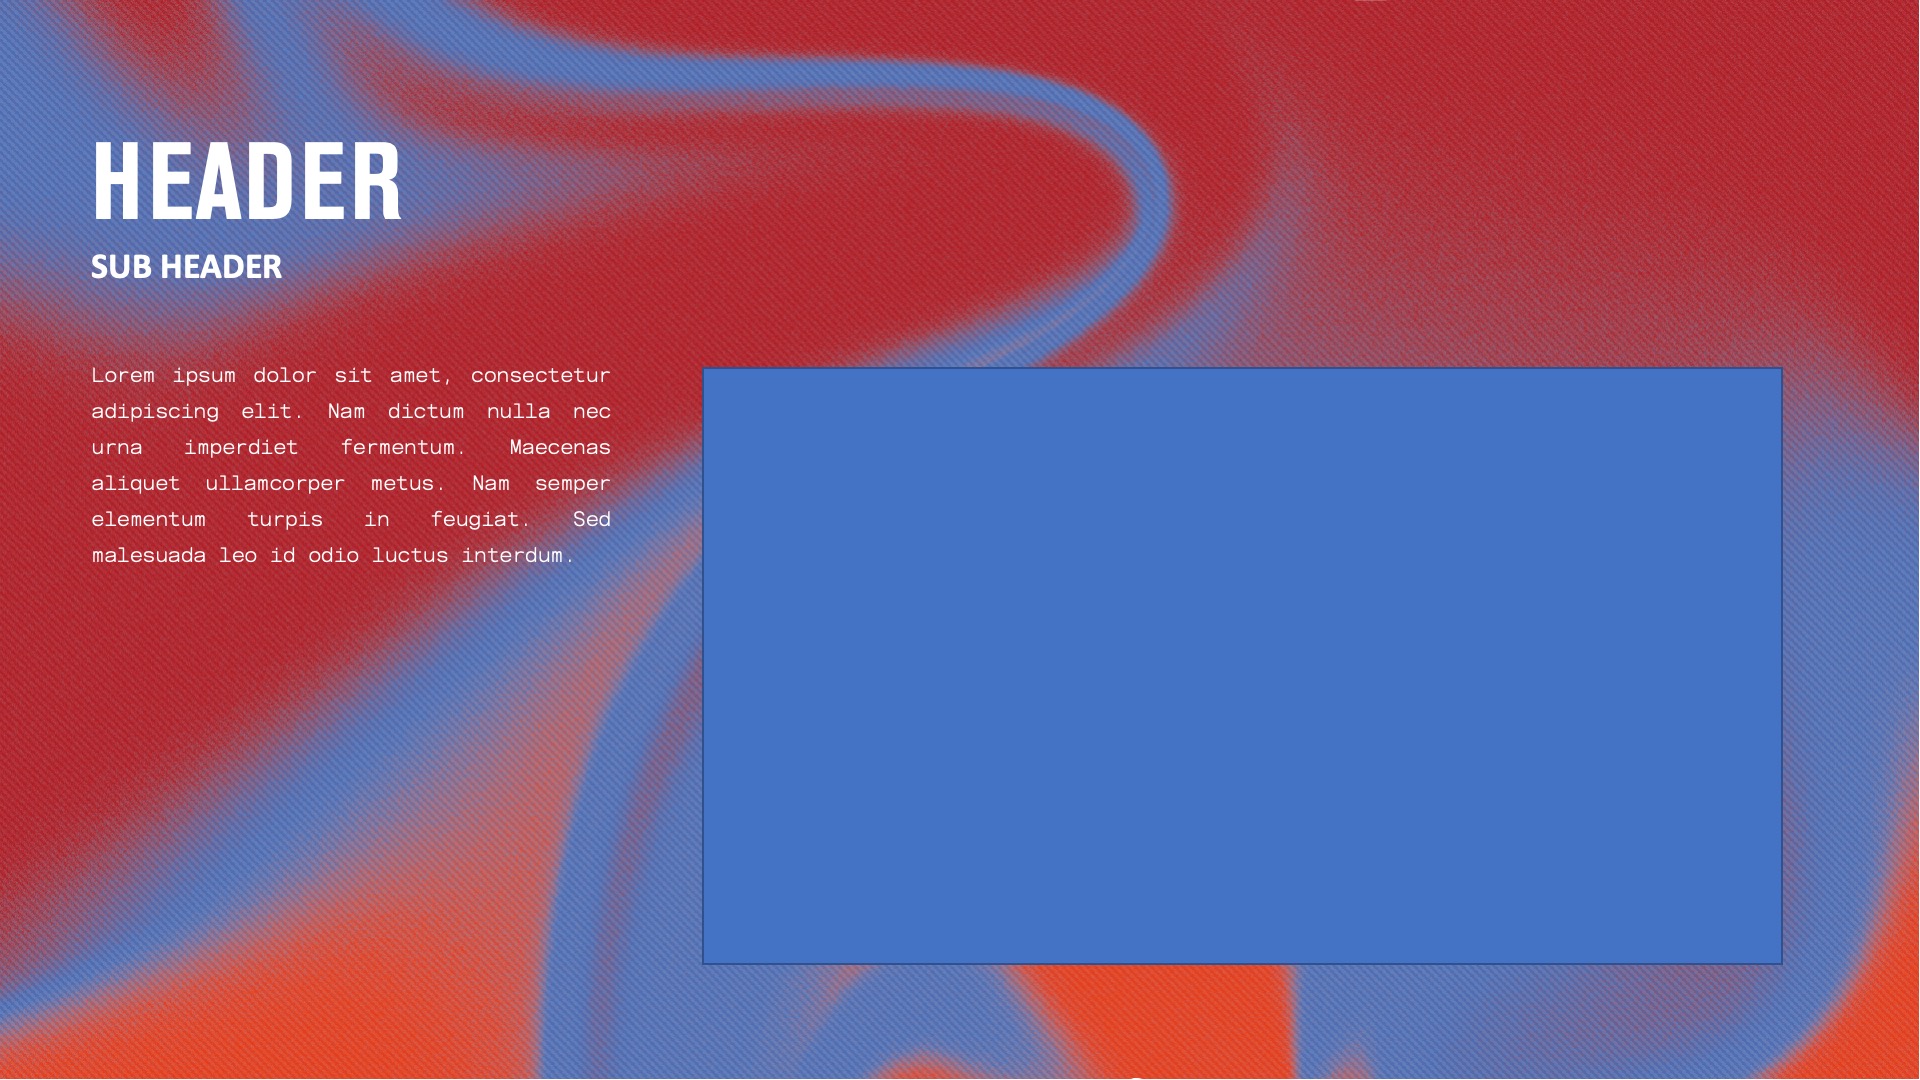 HEADER
SUB HEADER
Lorem ipsum dolor sit amet, consectetur
adipiscing elit. Nam dictum nulla nec
urna imperdiet fermentum. Maecenas
aliquet ullamcorper metus. Nam semper
elementum turpis in feugiat. Sed
malesuada leo id odio luctus interdum.